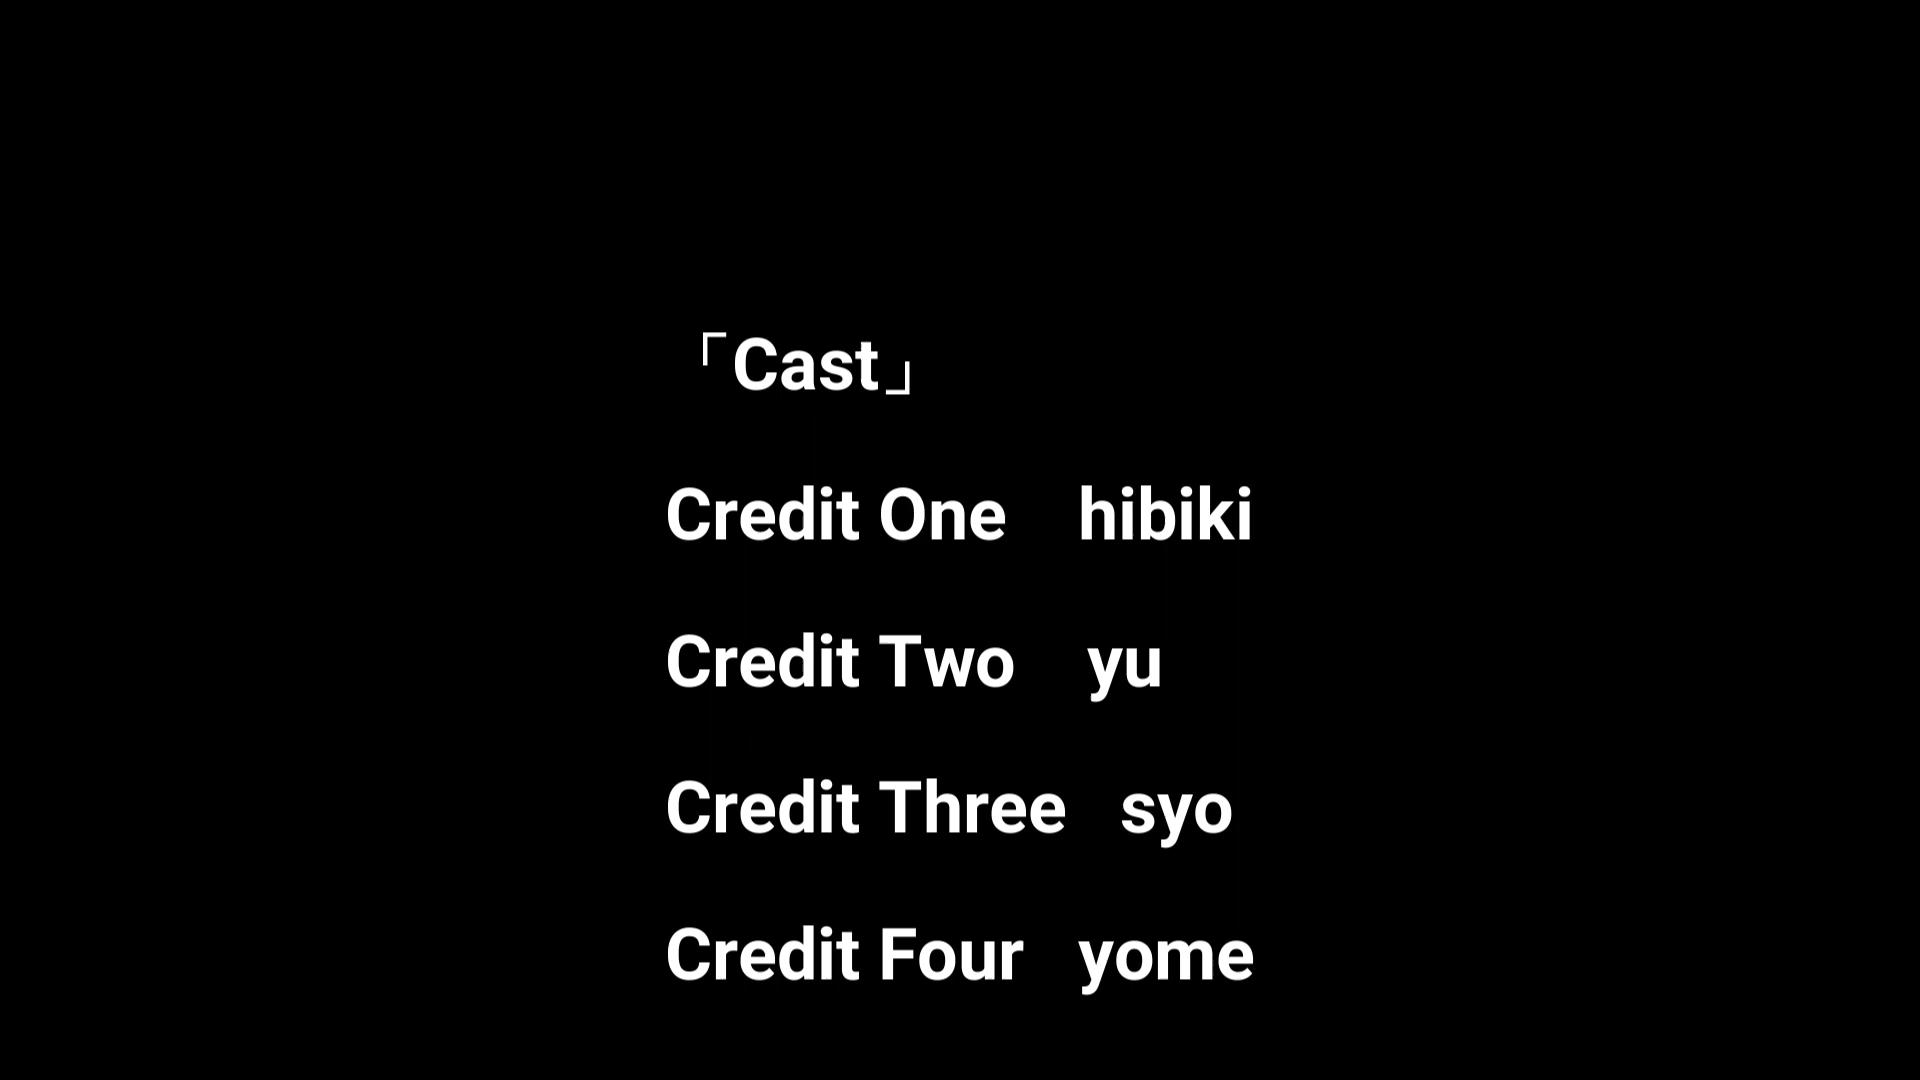 「Cast」
Credit One hibiki
Credit Two yu
Credit Three syo
Credit Four yome